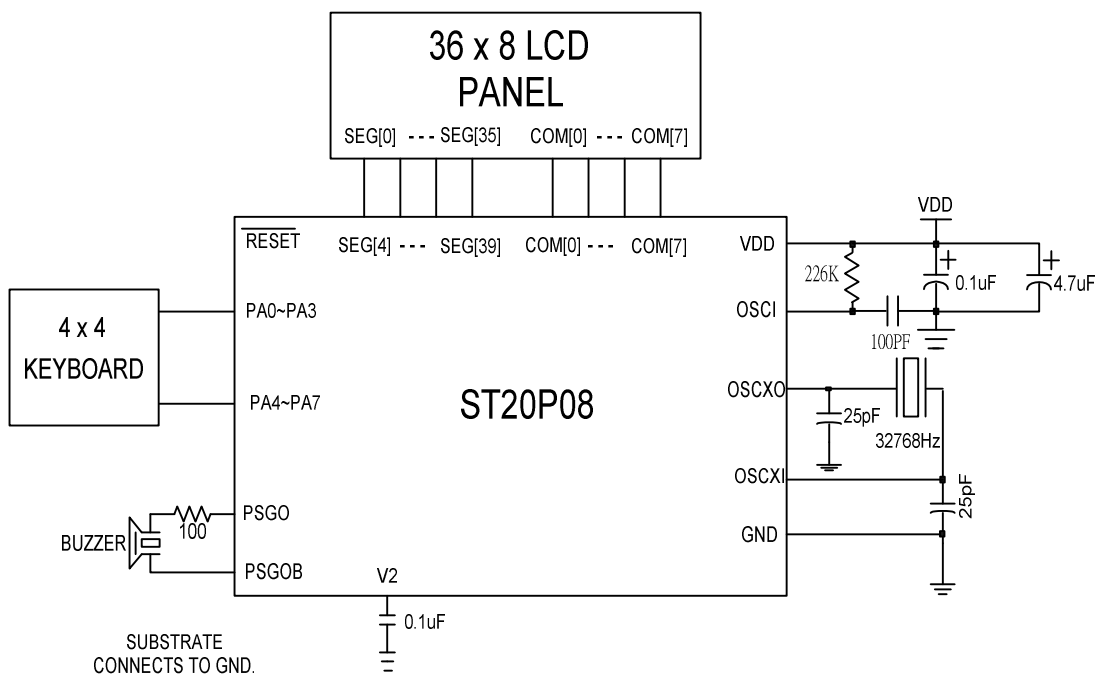 36 x 8 LCD
PANEL
SEG[0] --- SEG[35] COM[0] --- COM[7]
RESET
SEG[4] --- SEG[39] COM[0] --- COM[7]
VDD
VDD
226K
0.1uF
4.7uF
4 x 4
KEYBOARD
PA0~PA3
OSCI
100PF
ST20P08
OSCXO
PA4~PA7
25pF
32768Hz
OSCXI
25pF
PSGO
100
GND
BUZZER
PSGOB
V2
0.1uF
SUBSTRATE
CONNECTS TO GND.